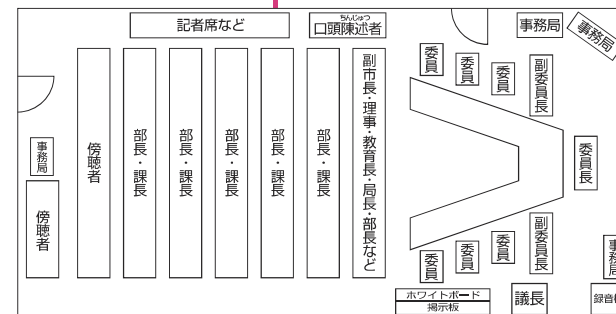 記者席など
ちんじゅつ
口頭陳述者
事務局
事務局
委員
委員
委員
副委員長
事務局
傍聴者
傍聴者
部長・課長
部長・課長
部長・課長
部長・課長
部長・課長
副市長・理事・教育長・局長・部長など
委員長
委員
委員
委員
副委員長
事務局
ホワイトボード
掲示板
議長
録音